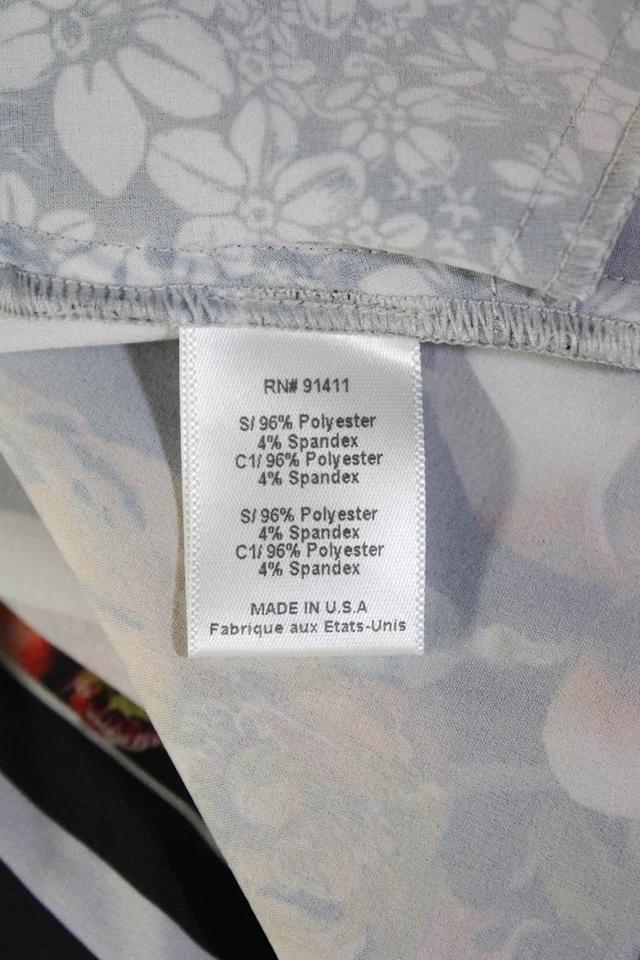 RN# 91411
S/ 96% Polyester
4% Spandex
C1/ 96% Polyester
4% Spandex
S/ 96% Polyester
4% Spandex
C1/ 96% Polyester
4% Spandex
MADE IN U.S.A
Fabrique aux Etats-Unis